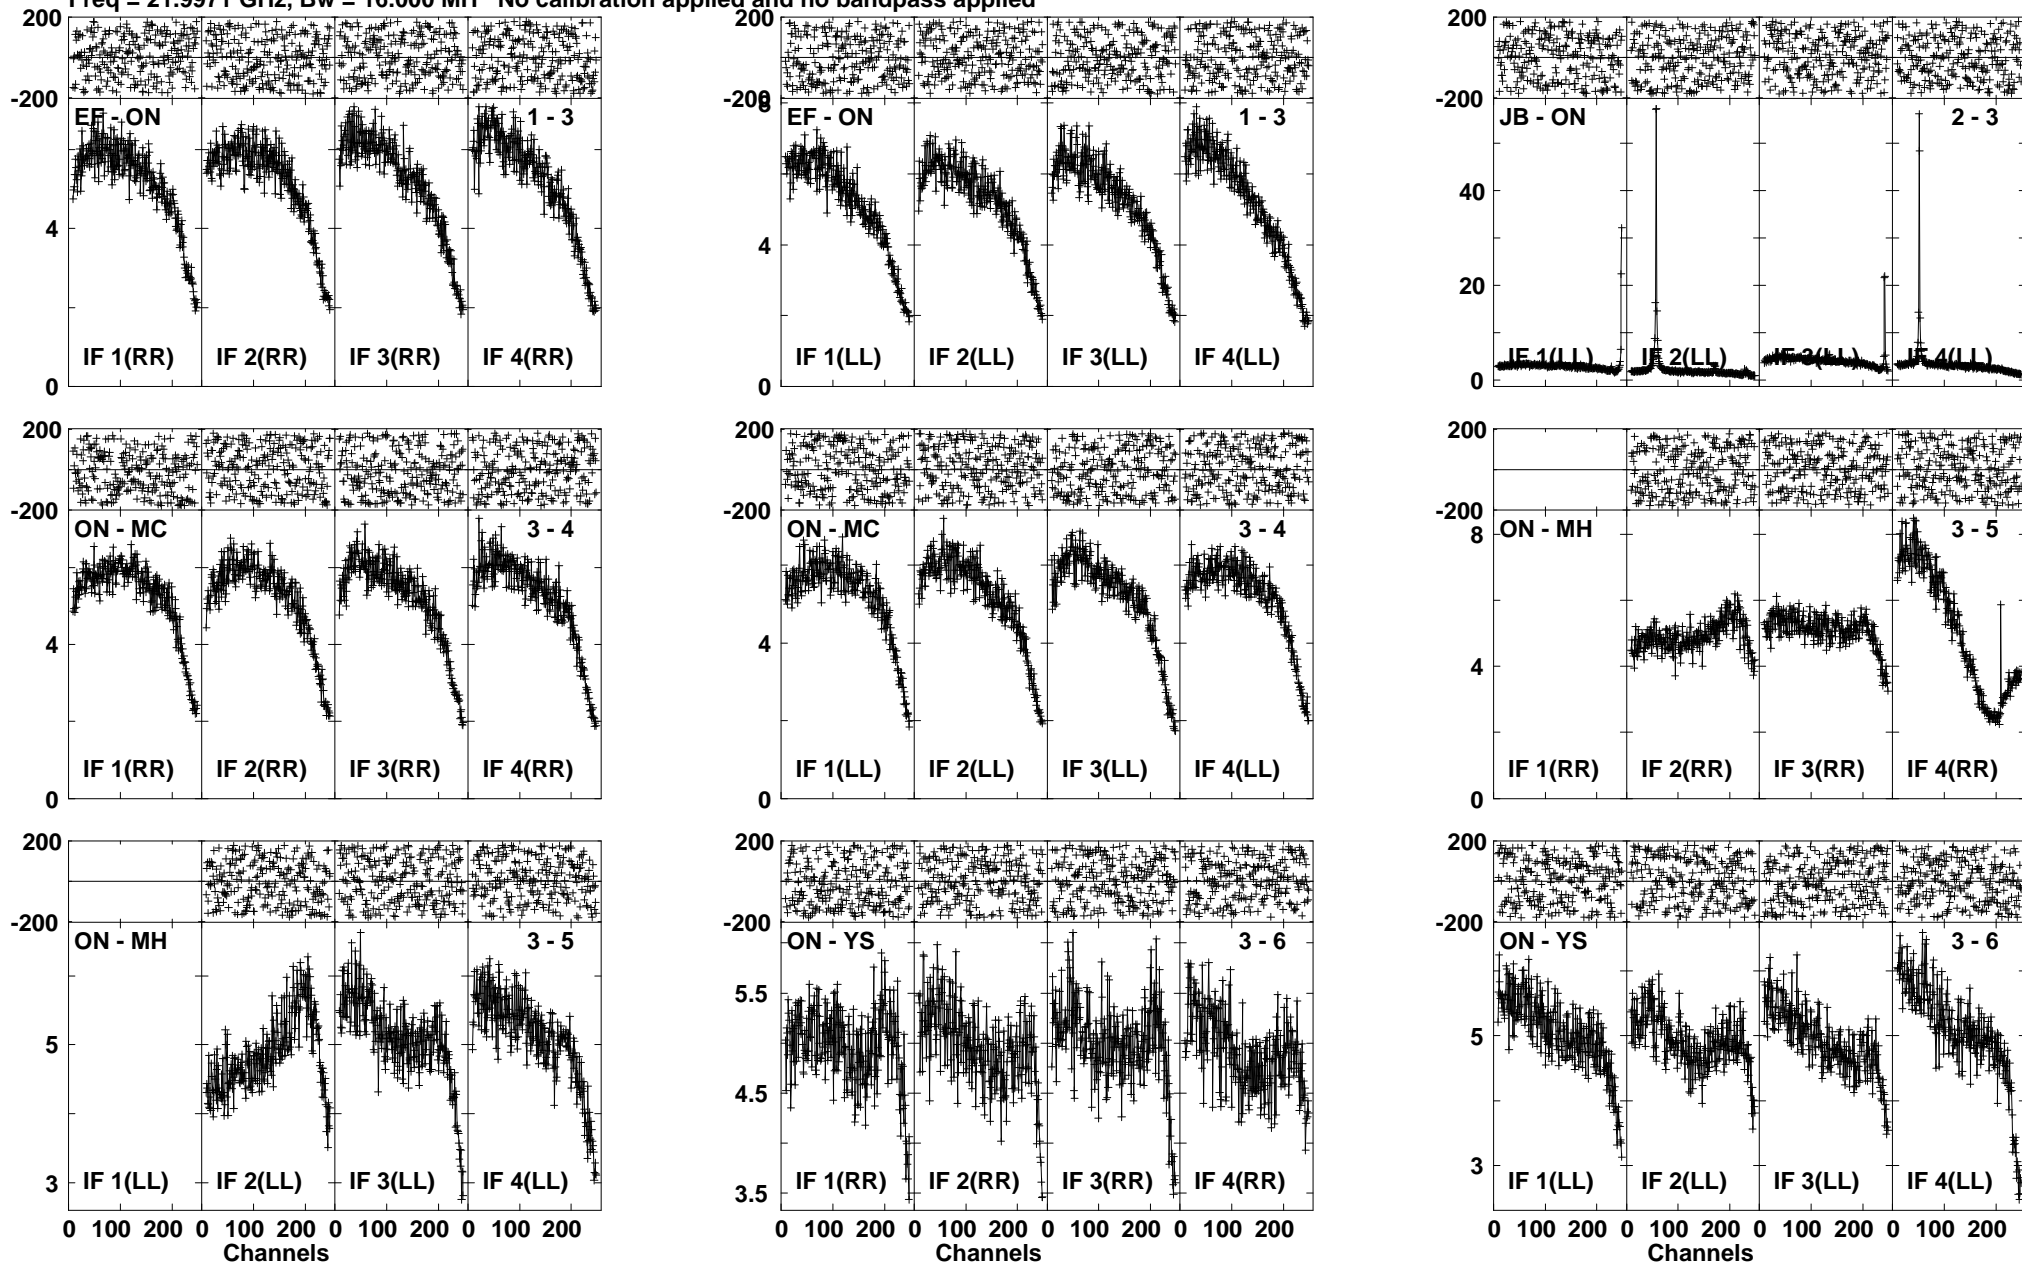 Freq = 21.9971 GHz, Bw = 16.000 MH No calibration applied and no bandpass applied
200
-200
EF - ON 1 - 3
4
0
IF 1(RR) IF 2(RR) IF 3(RR) IF 4(RR)
200
-200
8
EF - ON 1 - 3
4
0
IF 1(LL) IF 2(LL) IF 3(LL) IF 4(LL)
200
-200
JB - ON 2 - 3
40
20
0
IF 1(LL) IF 2(LL) IF 3(LL) IF 4(LL)
200
-200
ON - MC 3 - 4
4
0
IF 1(RR) IF 2(RR) IF 3(RR) IF 4(RR)
200
-200
ON - MC 3 - 4
4
0
IF 1(LL) IF 2(LL) IF 3(LL) IF 4(LL)
200
-200
ON - MH 3 - 5
8
4
0
IF 1(RR) IF 2(RR) IF 3(RR) IF 4(RR)
200
-200
ON - MH 3 - 5
5
3
IF 1(LL) IF 2(LL) IF 3(LL) IF 4(LL)
0 100 200 0 100 200 0 100 200 0 100 200
Channels
200
-200
ON - YS 3 - 6
5.5
4.5
3.5
IF 1(RR) IF 2(RR) IF 3(RR) IF 4(RR)
0 100 200 0 100 200 0 100 200 0 100 200
200
-200
ON - YS 3 - 6
5
3
IF 1(LL) IF 2(LL) IF 3(LL) IF 4(LL)
0 100 200 0 100 200 0 100 200 0 100 200
Channels